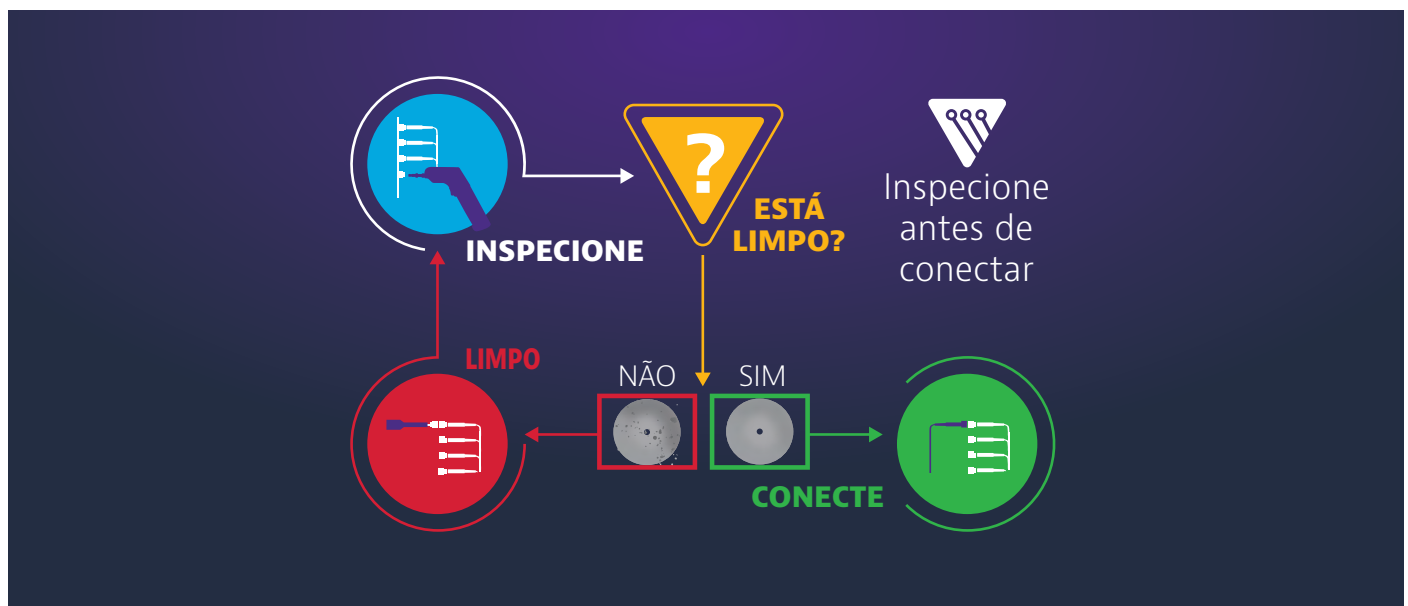 ?
ESTÁ
LIMPO?
INSPECIONE
Inspecione
antes de
conectar
LIMPO
NÃO
SIM
CONECTE